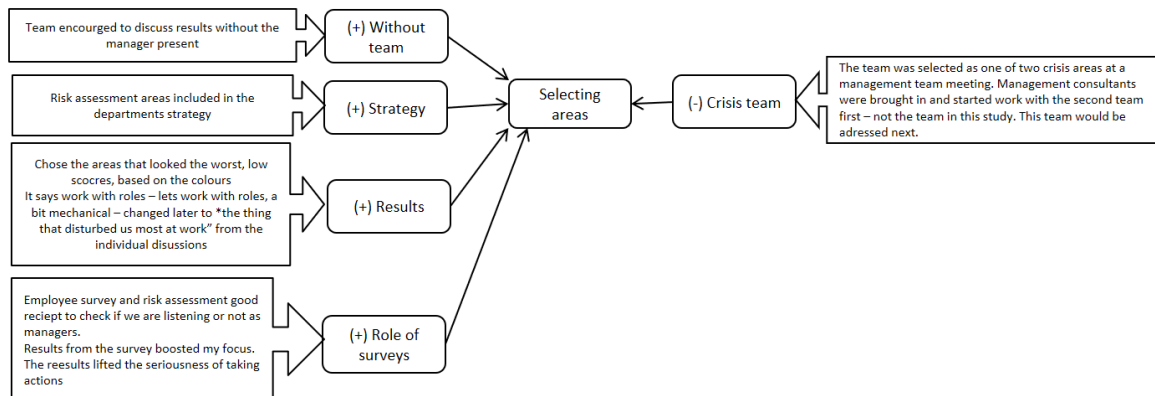 Team encourged to discuss results without the
manager present
(+) Without
team
Risk assessment areas included in the
departments strategy
(+) Strategy
Chose the areas that looked the worst, low
scocres, based on the colours
It says work with roles – lets work with roles, a
bit mechanical – changed later to *the thing
that disturbed us most at work” from the
individual disussions
(+) Results
Employee survey and risk assessment good
reciept to check if we are listening or not as
managers.
Results from the survey boosted my focus.
The reesults lifted the seriousness of taking
actions
(+) Role of
surveys
Selecting
areas
(-) Crisis team
The team was selected as one of two crisis areas at a
management team meeting. Management consultants
were brought in and started work with the second team
first – not the team in this study. This team would be
adressed next.